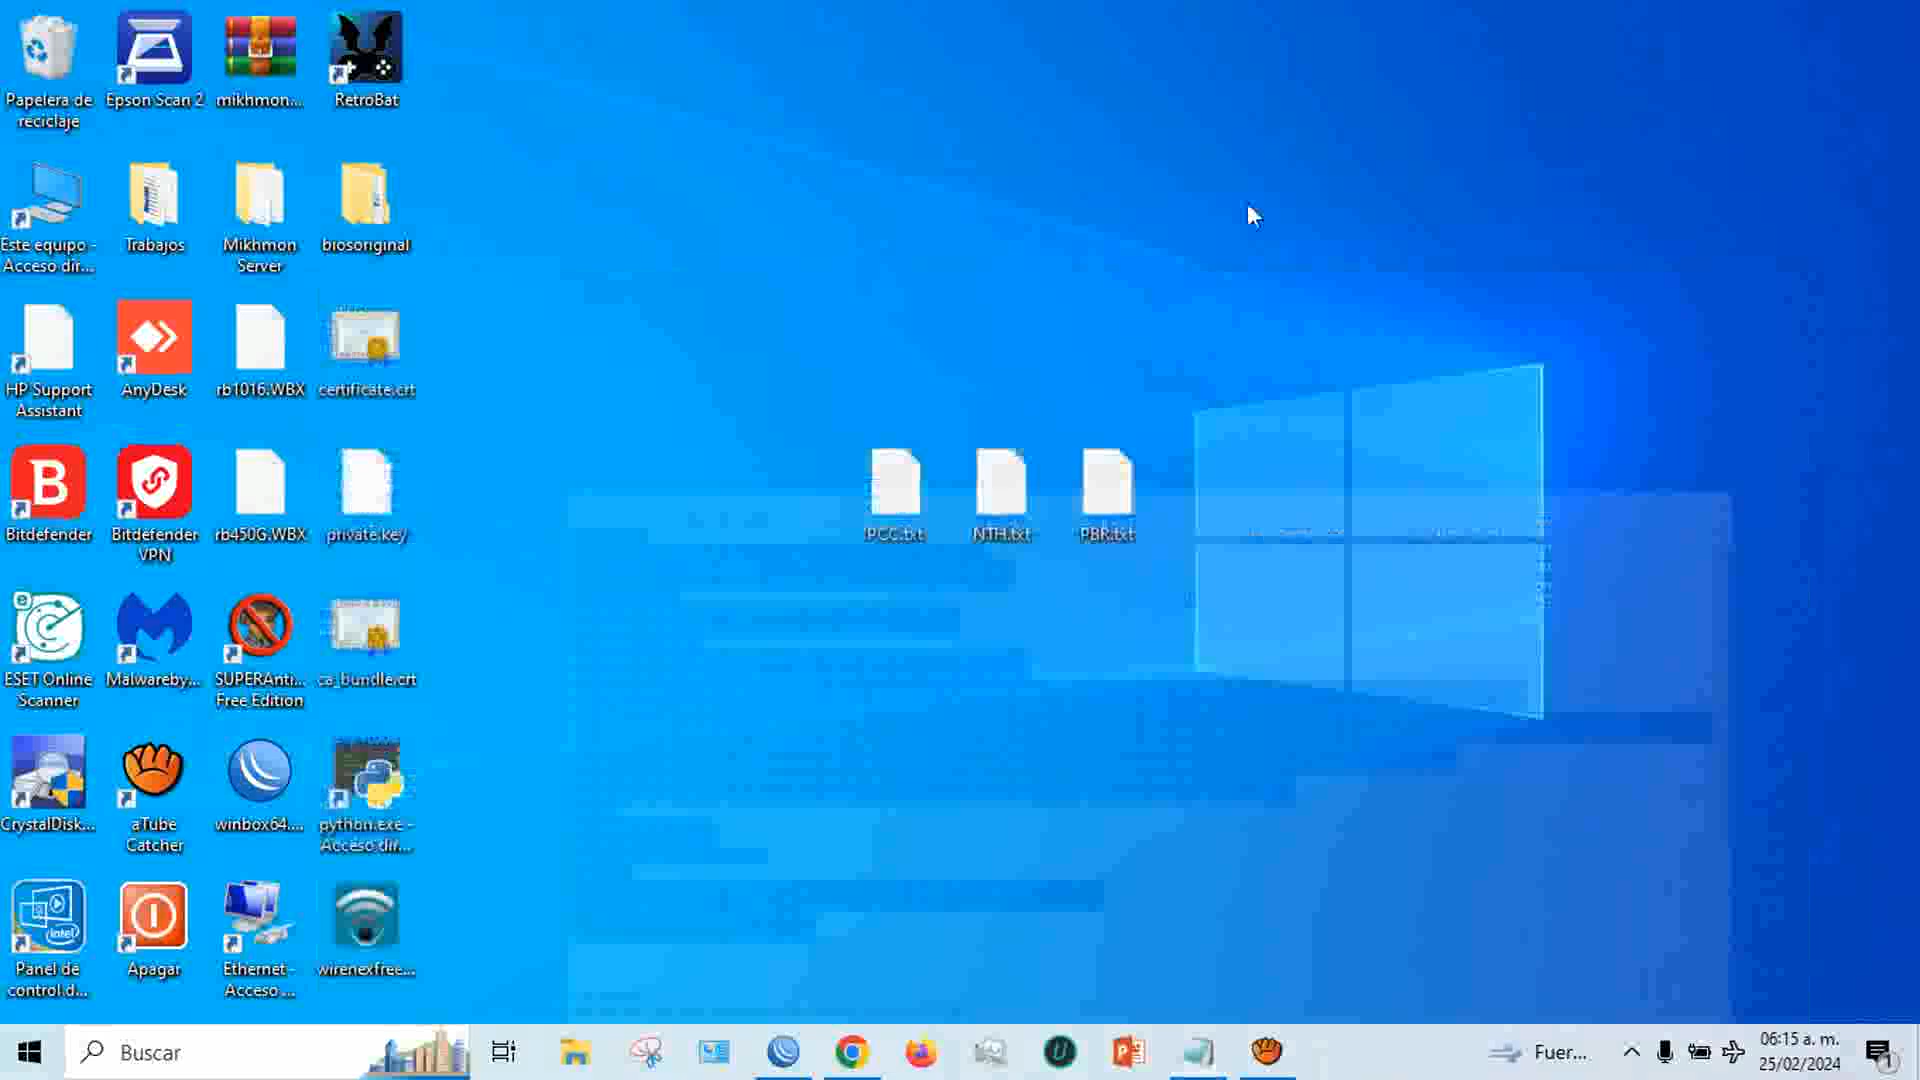 Papelera de
reciclaje
Epson Scan 2
mikhmon....
RetroBat
Este equipo -
Acceso dir...
Trabajos
Mikhmon
Server
biosoriginal
HP Support
Assistant
AnyDesk
rb1016.WBX
certificate.crt
Bitdefender
Bitdefender
VPN
rb450G.WBX
private.key
PCC.txt
NTH.txt
PBR.txt
ESET Online
Scanner
Malwareby...
SUPERAnti...
Free Edition
ca_bundle.crt
CrystalDisk...
aTube
Catcher
winbox64....
python.exe -
Acceso dir...
Panel de
control.d...
Apagar
Ethernet -
Acceso ...
wirenexfree...
Buscar
Fuer...
06:15 a. m.
25/02/2024
1